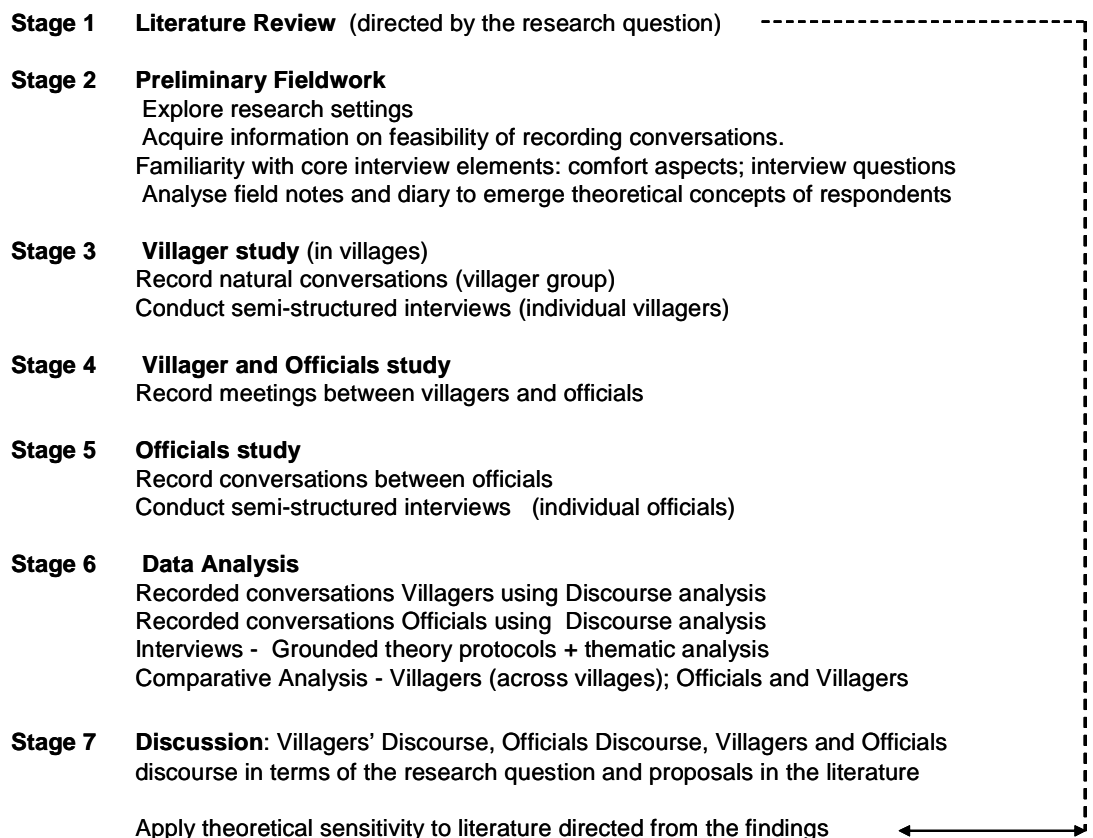 Stage 1 Literature Review (directed by the research question)
Stage 2 Preliminary Fieldwork
Explore research settings
Acquire information on feasibility of recording conversations.
Familiarity with core interview elements: comfort aspects; interview questions
Analyse field notes and diary to emerge theoretical concepts of respondents
Stage 3 Villager study (in villages)
Record natural conversations (villager group)
Conduct semi-structured interviews (individual villagers)
Stage 4 Villager and Officials study
Record meetings between villagers and officials
Stage 5 Officials study
Record conversations between officials
Conduct semi-structured interviews (individual officials)
Stage 6 Data Analysis
Recorded conversations Villagers using Discourse analysis
Recorded conversations Officials using Discourse analysis
Interviews - Grounded theory protocols + thematic analysis
Comparative Analysis - Villagers (across villages); Officials and Villagers
Stage 7 Discussion: Villagers' Discourse, Officials Discourse, Villagers and Officials
discourse in terms of the research question and proposals in the literature
Apply theoretical sensitivity to literature directed from the findings